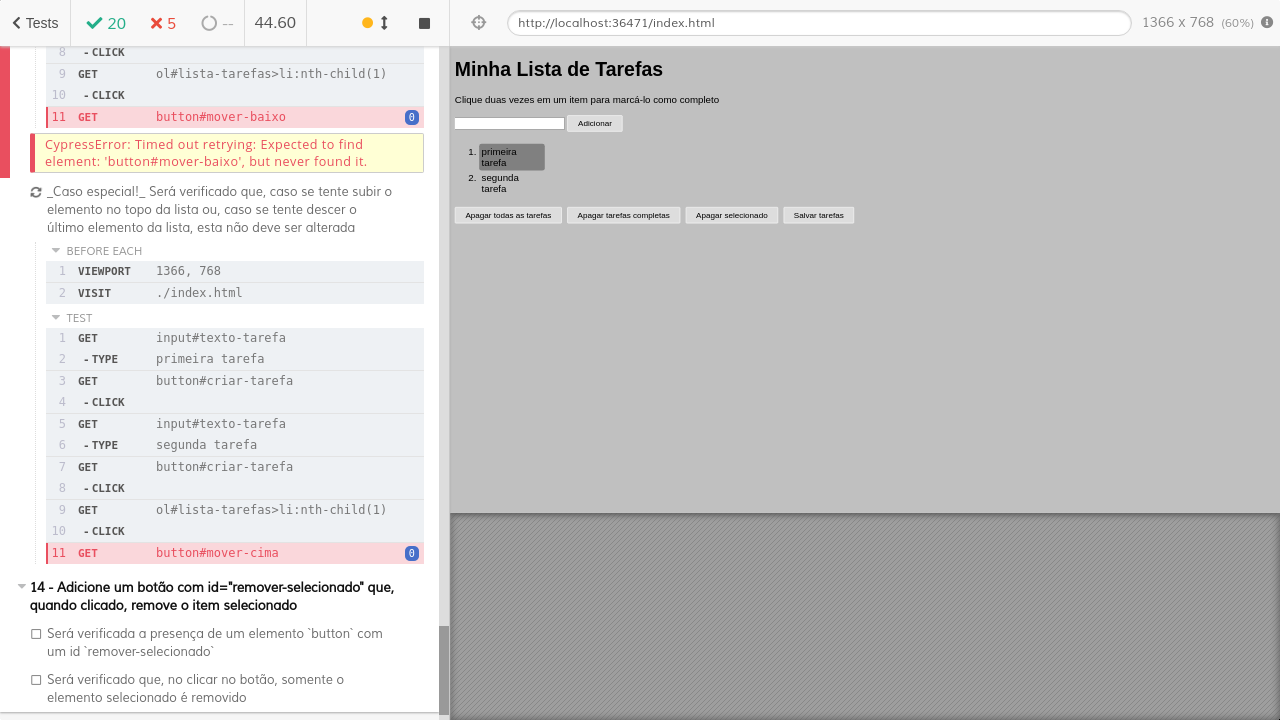 Tests
20
5
--
44.60
http://localhost:36471/index.html
1366 x 768 (60%)
8 - CLICK
9 GET ol#lista-tarefas>li:nth-child(1)
10 - CLICK
11 GET button#mover-baixo 0
CypressError: Timed out retrying: Expected to find
element: 'button#mover-baixo', but never found it.
_Caso especial!_ Será verificado que, caso se tente subir o
elemento no topo da lista ou, caso se tente descer o
último elemento da lista, esta não deve ser alterada
BEFORE EACH
1 VIEWPORT 1366, 768
2 VISIT ./index.html
TEST
1 GET input#texto-tarefa
2 - TYPE primeira tarefa
3 GET button#criar-tarefa
4 - CLICK
5 GET input#texto-tarefa
6 - TYPE segunda tarefa
7 GET button#criar-tarefa
8 - CLICK
9 GET ol#lista-tarefas>li:nth-child(1)
10 - CLICK
11 GET button#mover-cima 0
14 - Adicione um botão com id="remover-selecionado" que,
quando clicado, remove o item selecionado
Será verificada a presença de um elemento `button` com
um id `remover-selecionado`
Será verificado que, no clicar no botão, somente o
elemento selecionado é removido
Minha Lista de Tarefas
Clique duas vezes em um item para marcá-lo como completo
Adicionar
1. primeira
tarefa
2. segunda
tarefa
Apagar todas as tarefas
Apagar tarefas completas
Apagar selecionado
Salvar tarefas